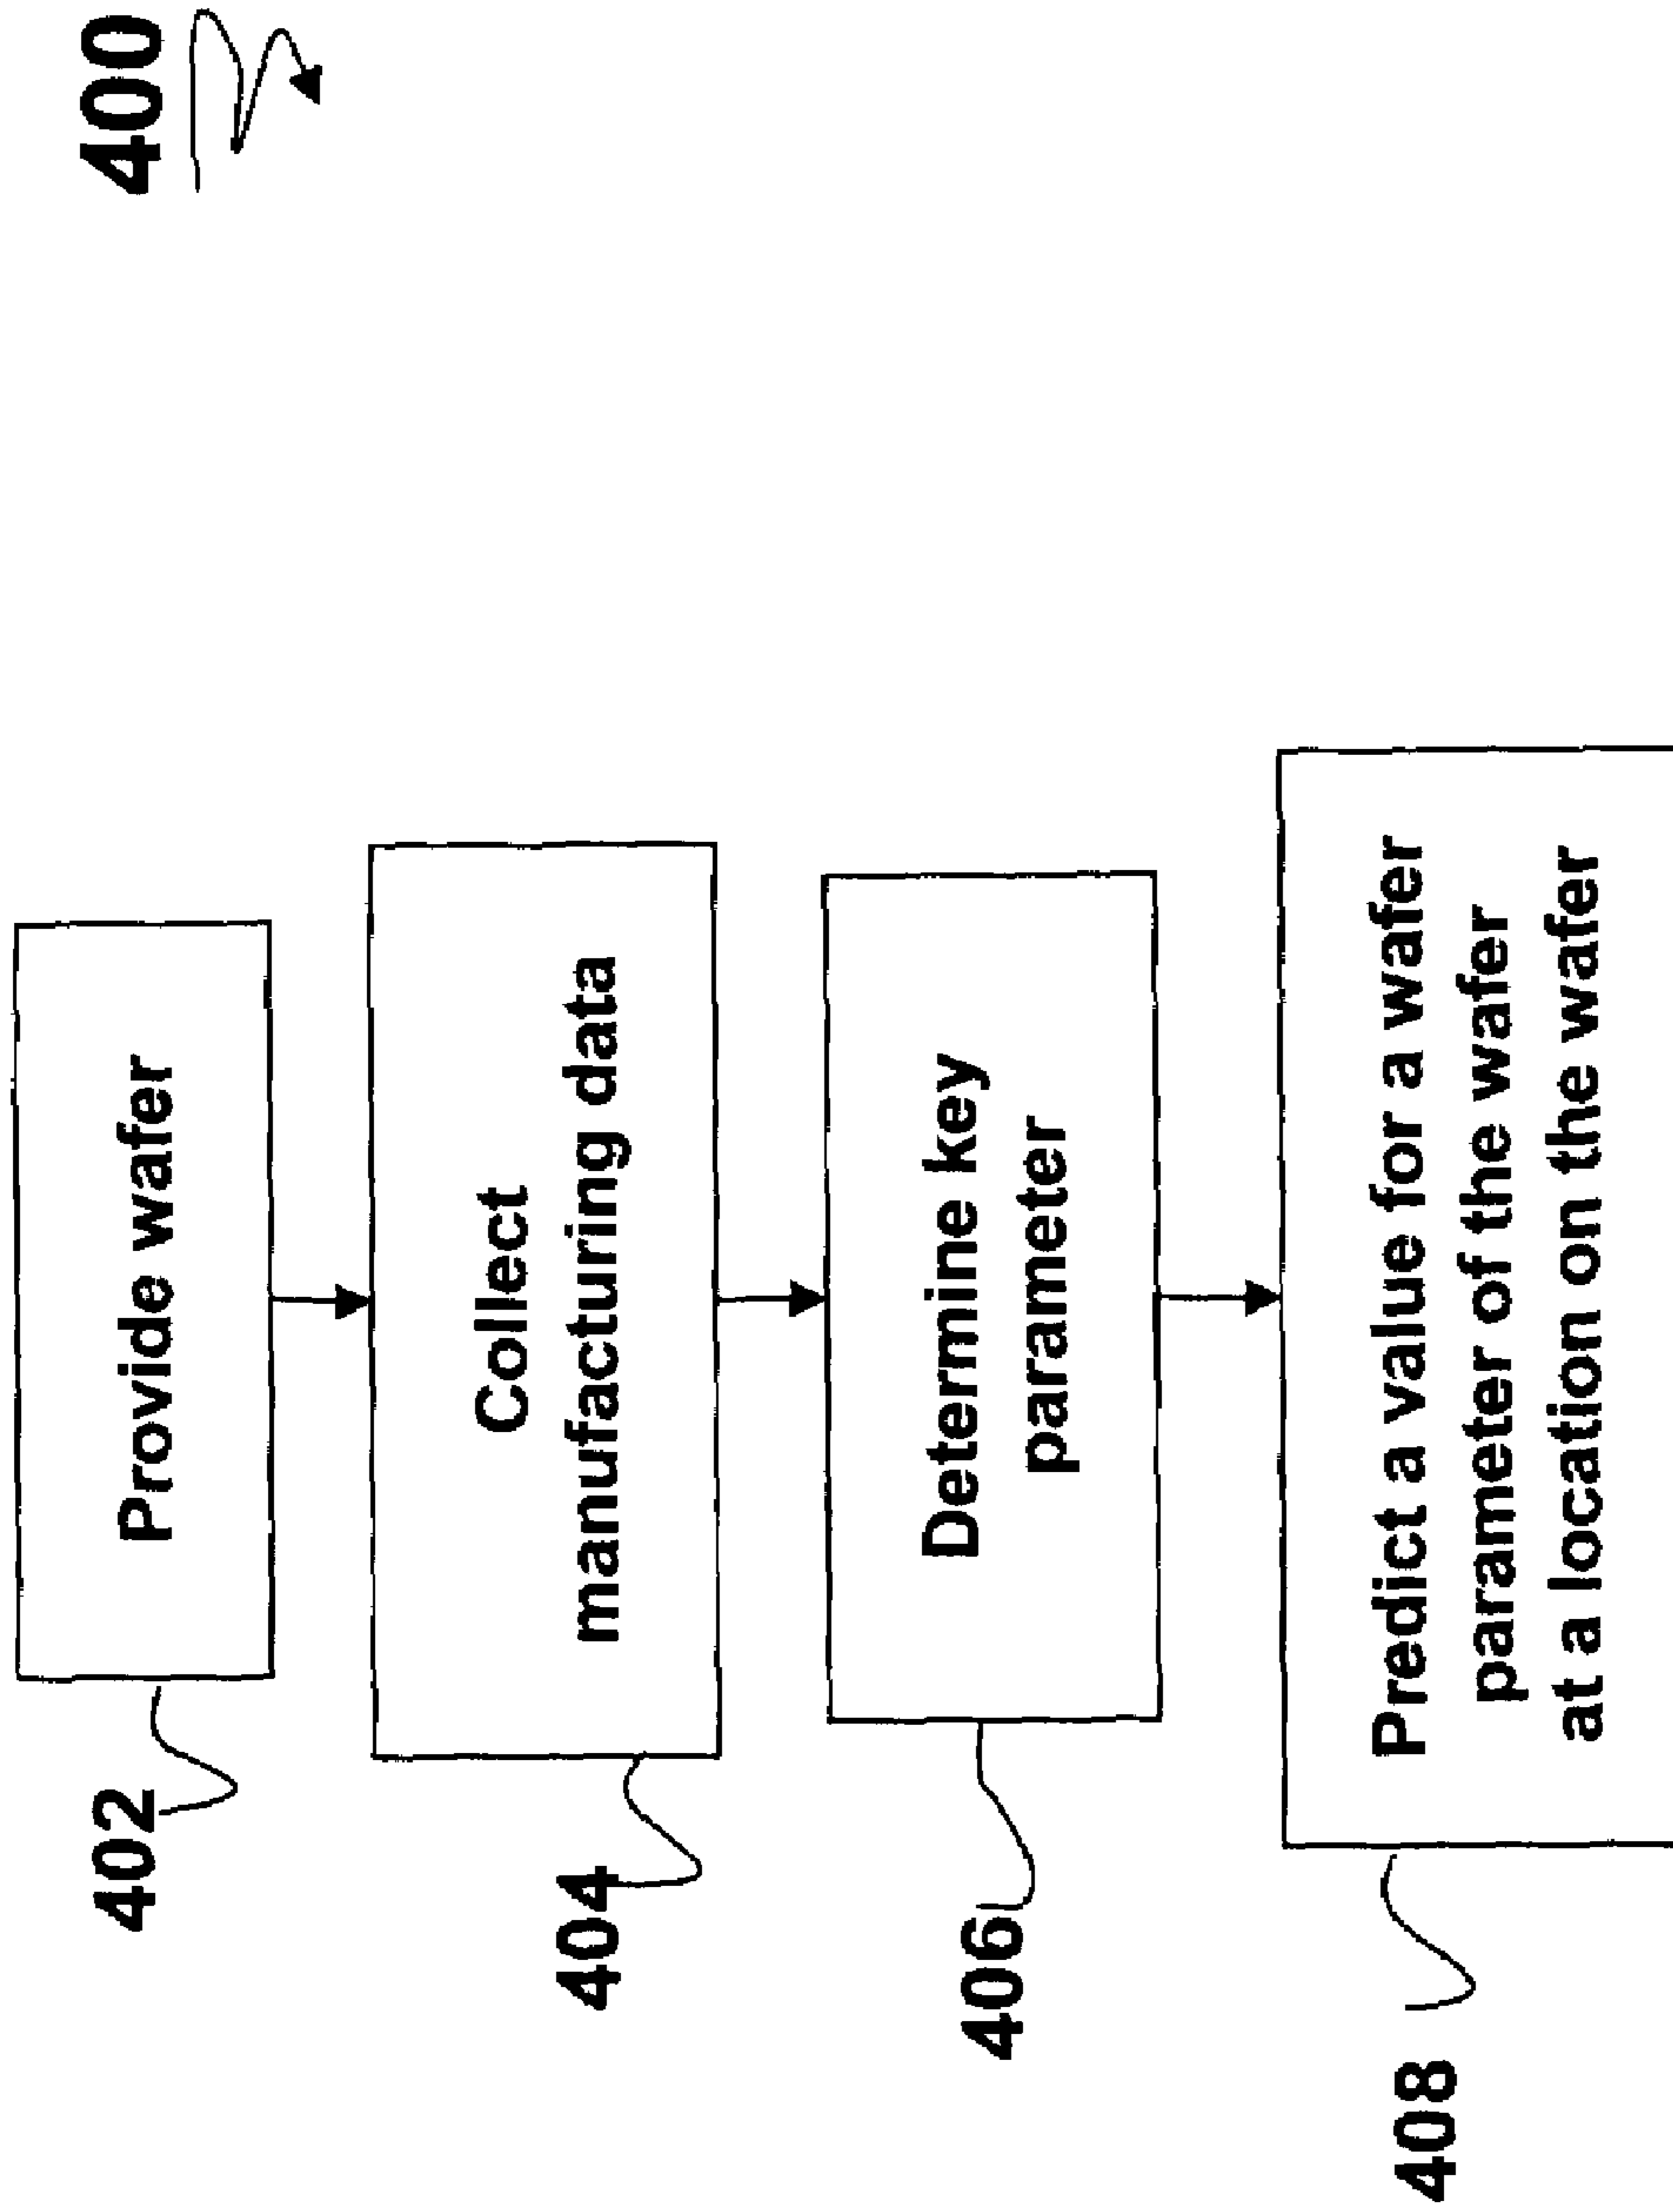 400
402
Provide wafer
404
Collect
manufacturing data
406
Determine key
parameter
408
Predict a value for a wafer
parameter of the wafer
at a location on the wafer